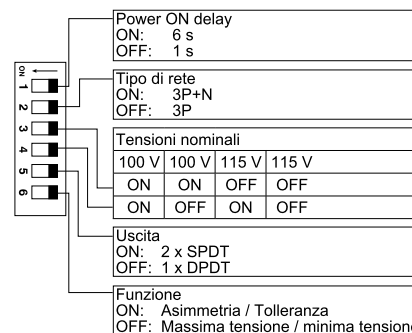 Power ON delay
ON: 6 s
OFF: 1 s
ON
1
2
3
4
5
6
Tipo di rete
ON: 3P+N
OFF: 3P
Tensioni nominali
100 V 100 V 115 V 115 V
ON ON OFF OFF
ON OFF ON OFF
Uscita
ON: 2 x SPDT
OFF: 1 x DPDT
Funzione
ON: Asimmetria / Tolleranza
OFF: Massima tensione / minima tensione